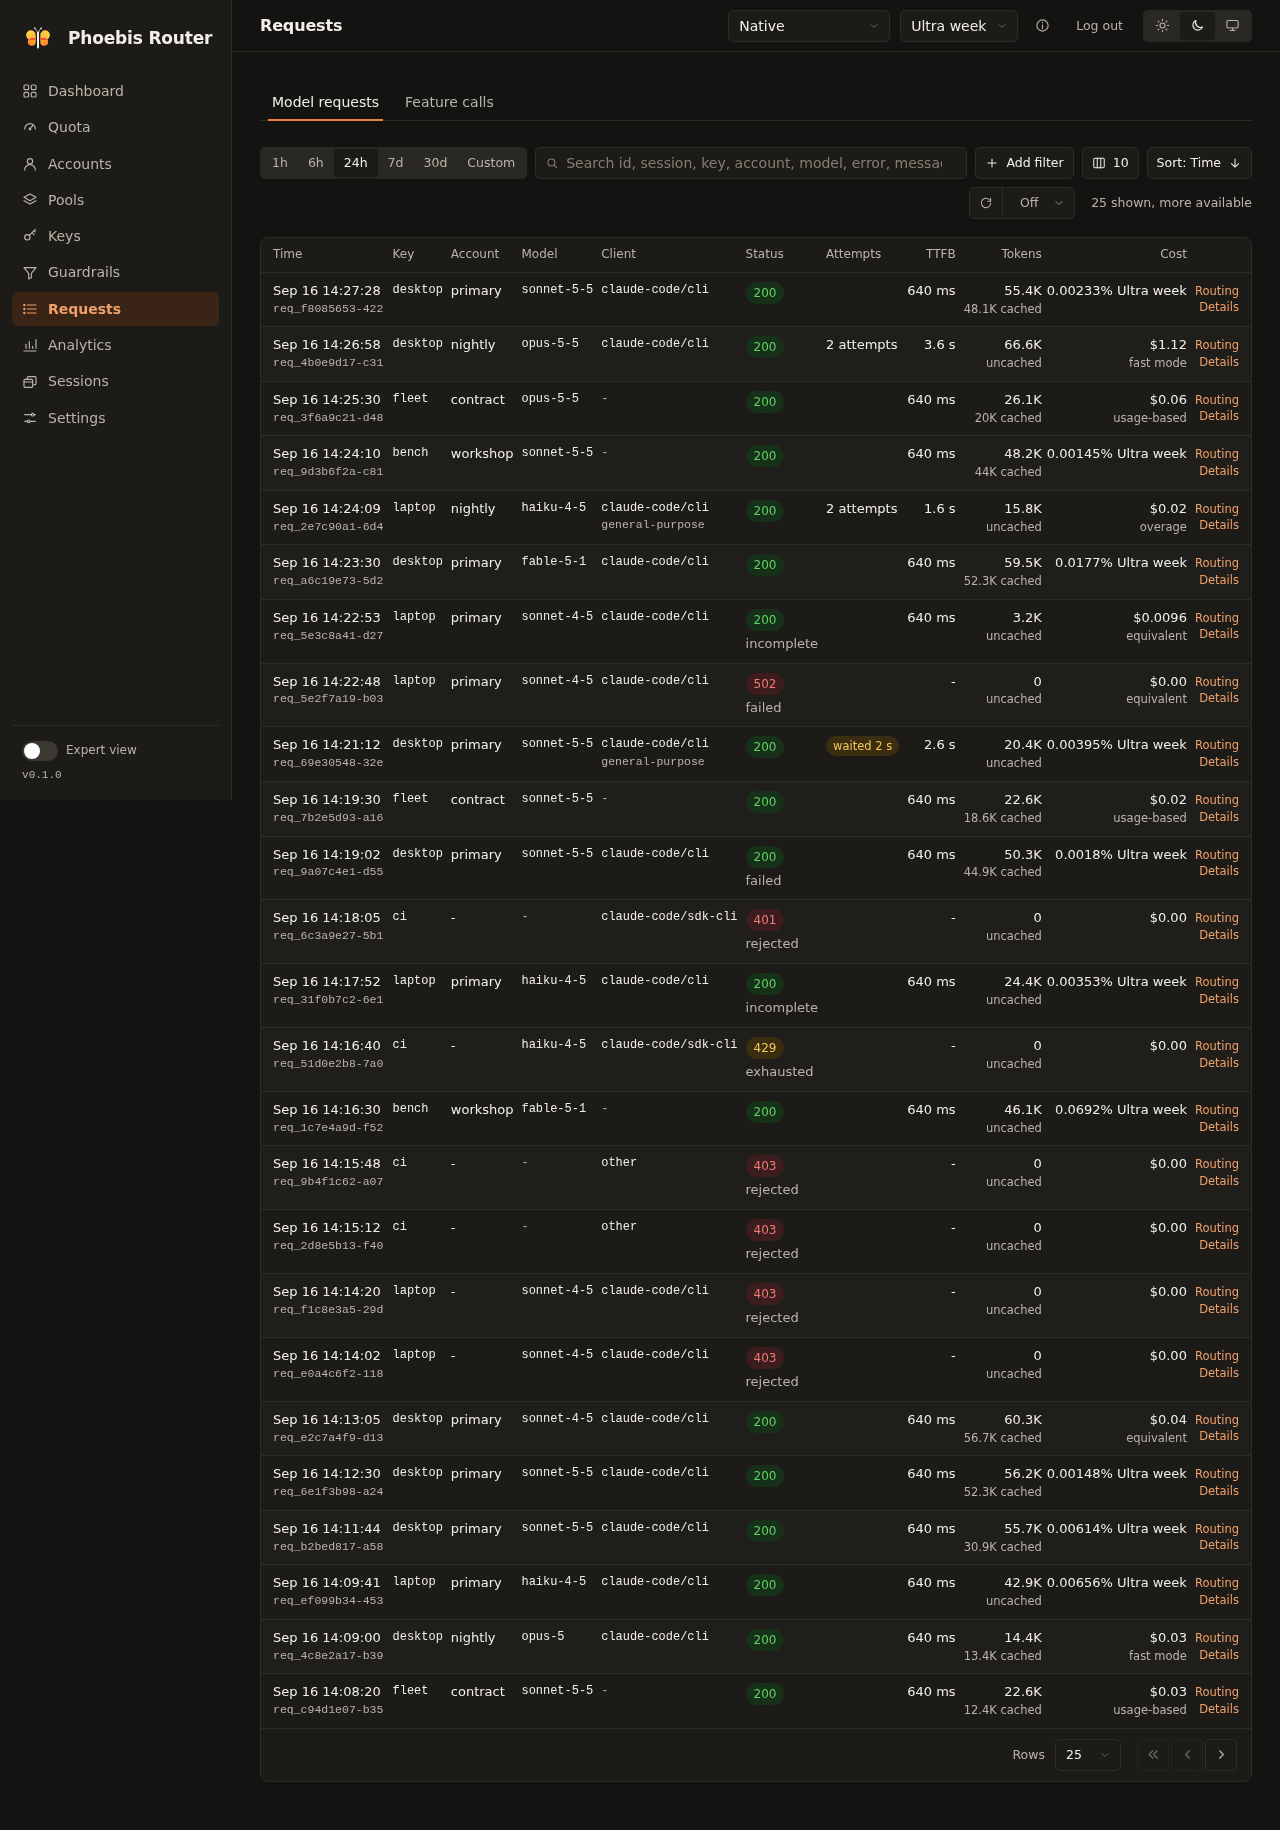 Phoebis Router
Dashboard
Quota
Accounts
Pools
Keys
Guardrails
Requests
Analytics
Sessions
Settings
Expert view
v0.1.0
Requests
Native
Ultra week
Log out
Model requests Feature calls
1h 6h 24h 7d 30d Custom
Search id, session, key, account, model, error, messag
Add filter
10
Sort: Time
Off
25 shown, more available
Time Key Account Model Client Status Attempts TTFB Tokens Cost
Sep 16 14:27:28 desktop primary sonnet-5-5 claude-code/cli 200 640 ms 55.4K 0.00233% Ultra week Routing
req_f8085653-422 48.1K cached Details
Sep 16 14:26:58 desktop nightly opus-5-5 claude-code/cli 200 2 attempts 3.6 s 66.6K $1.12 Routing
req_4b0e9d17-c31 uncached fast mode Details
Sep 16 14:25:30 fleet contract opus-5-5 - 200 640 ms 26.1K $0.06 Routing
req_3f6a9c21-d48 20K cached usage-based Details
Sep 16 14:24:10 bench workshop sonnet-5-5 - 200 640 ms 48.2K 0.00145% Ultra week Routing
req_9d3b6f2a-c81 44K cached Details
Sep 16 14:24:09 laptop nightly haiku-4-5 claude-code/cli 200 2 attempts 1.6 s 15.8K $0.02 Routing
req_2e7c90a1-6d4 general-purpose uncached overage Details
Sep 16 14:23:30 desktop primary fable-5-1 claude-code/cli 200 640 ms 59.5K 0.0177% Ultra week Routing
req_a6c19e73-5d2 52.3K cached Details
Sep 16 14:22:53 laptop primary sonnet-4-5 claude-code/cli 200 640 ms 3.2K $0.0096 Routing
req_5e3c8a41-d27 incomplete uncached equivalent Details
Sep 16 14:22:48 laptop primary sonnet-4-5 claude-code/cli 502 - 0 $0.00 Routing
req_5e2f7a19-b03 failed uncached equivalent Details
Sep 16 14:21:12 desktop primary sonnet-5-5 claude-code/cli 200 waited 2 s 2.6 s 20.4K 0.00395% Ultra week Routing
req_69e30548-32e general-purpose uncached Details
Sep 16 14:19:30 fleet contract sonnet-5-5 - 200 640 ms 22.6K $0.02 Routing
req_7b2e5d93-a16 18.6K cached usage-based Details
Sep 16 14:19:02 desktop primary sonnet-5-5 claude-code/cli 200 640 ms 50.3K 0.0018% Ultra week Routing
req_9a07c4e1-d55 failed 44.9K cached Details
Sep 16 14:18:05 ci - - claude-code/sdk-cli 401 - 0 $0.00 Routing
req_6c3a9e27-5b1 rejected uncached Details
Sep 16 14:17:52 laptop primary haiku-4-5 claude-code/cli 200 640 ms 24.4K 0.00353% Ultra week Routing
req_31f0b7c2-6e1 incomplete uncached Details
Sep 16 14:16:40 ci - haiku-4-5 claude-code/sdk-cli 429 - 0 $0.00 Routing
req_51d0e2b8-7a0 exhausted uncached Details
Sep 16 14:16:30 bench workshop fable-5-1 - 200 640 ms 46.1K 0.0692% Ultra week Routing
req_1c7e4a9d-f52 uncached Details
Sep 16 14:15:48 ci - - other 403 - 0 $0.00 Routing
req_9b4f1c62-a07 rejected uncached Details
Sep 16 14:15:12 ci - - other 403 - 0 $0.00 Routing
req_2d8e5b13-f40 rejected uncached Details
Sep 16 14:14:20 laptop - sonnet-4-5 claude-code/cli 403 - 0 $0.00 Routing
req_f1c8e3a5-29d rejected uncached Details
Sep 16 14:14:02 laptop - sonnet-4-5 claude-code/cli 403 - 0 $0.00 Routing
req_e0a4c6f2-118 rejected uncached Details
Sep 16 14:13:05 desktop primary sonnet-4-5 claude-code/cli 200 640 ms 60.3K $0.04 Routing
req_e2c7a4f9-d13 56.7K cached equivalent Details
Sep 16 14:12:30 desktop primary sonnet-5-5 claude-code/cli 200 640 ms 56.2K 0.00148% Ultra week Routing
req_6e1f3b98-a24 52.3K cached Details
Sep 16 14:11:44 desktop primary sonnet-5-5 claude-code/cli 200 640 ms 55.7K 0.00614% Ultra week Routing
req_b2bed817-a58 30.9K cached Details
Sep 16 14:09:41 laptop primary haiku-4-5 claude-code/cli 200 640 ms 42.9K 0.00656% Ultra week Routing
req_ef099b34-453 uncached Details
Sep 16 14:09:00 desktop nightly opus-5 claude-code/cli 200 640 ms 14.4K $0.03 Routing
req_4c8e2a17-b39 13.4K cached fast mode Details
Sep 16 14:08:20 fleet contract sonnet-5-5 - 200 640 ms 22.6K $0.03 Routing
req_c94d1e07-b35 12.4K cached usage-based Details
Rows 25